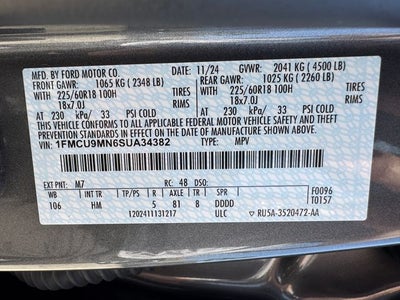 MFD. BY FORD MOTOR CO. 11/24 GVWR: 2041 KG ( 4500 LB)
FRONT GAWR: 1065 KG ( 2348 LB) REAR GAWR: 1025 KG ( 2260 LB)
WITH 225/60R18 100H TIRES WITH 225/60R18 100H TIRES
18x7.0J RIMS 18x7.0J RIMS
AT 230 kPa/ 33 PSI COLD AT 230 kPa/ 33 PSI COLD
THIS VEHICLE CONFORMS TO ALL APPLICABLE FEDERAL MOTOR VEHICLE SAFETY, BUMPER,
AND THEFT PREVENTION STANDARDS IN EFFECT ON THE DATE OF MANUFACTURE SHOWN ABOVE.
VIN: 1FMCU9MN6SUA34382 TYPE: MPV
EXT PNT: M7 RC: 48 DSO: F0096
WB INT TR TP/PS R AXLE TR SPR T0157
106 HM 5 81 8 DDDD
1202411131217 ULC RU5A-3520472-AA